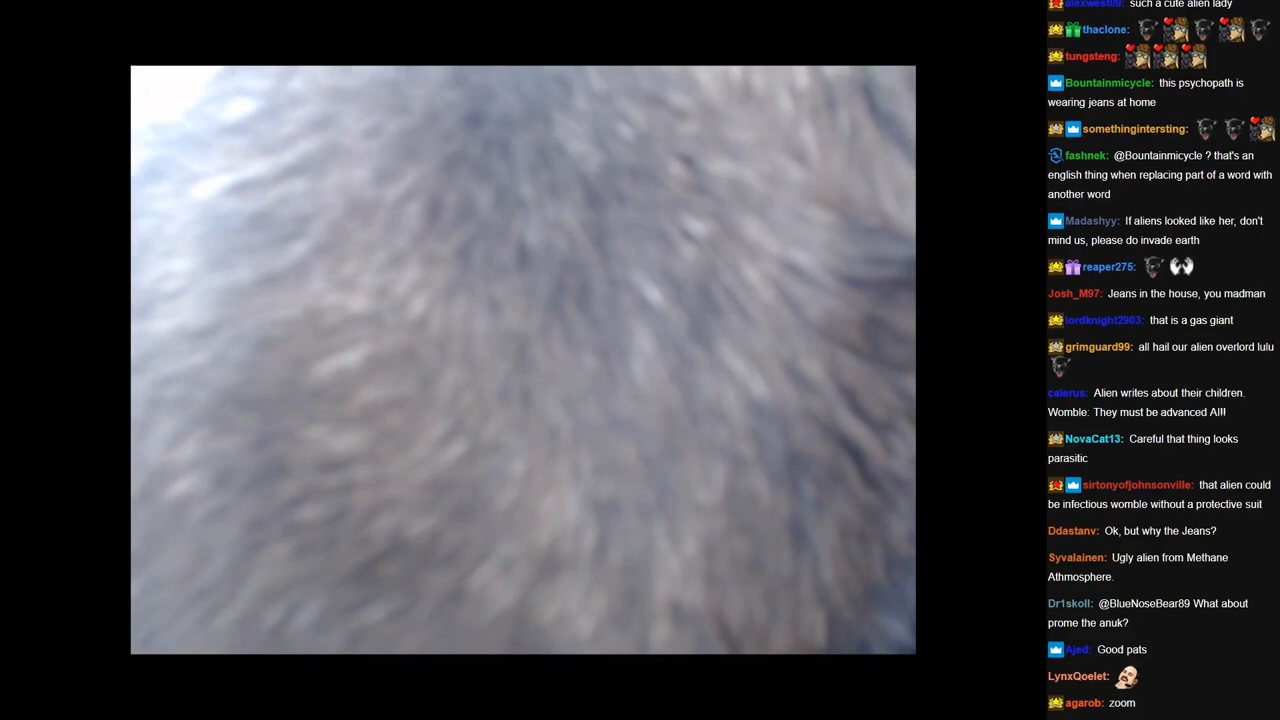 alexwest09: such a cute alien lady
thaclone:
tungsteng:
Bountainmicycle: this psychopath is
wearing jeans at home
somethingintersting:
fashnek: @Bountainmicycle ? that's an
english thing when replacing part of a word with
another word
Madashyy: If aliens looked like her, don't
mind us, please do invade earth
reaper275:
Josh_M97: Jeans in the house, you madman
lordknight2903: that is a gas giant
grimguard99: all hail our alien overlord lulu
calerus: Alien writes about their children.
Womble: They must be advanced AI!!
NovaCat13: Careful that thing looks
parasitic
sirtonyofjohnsonville: that alien could
be infectious womble without a protective suit
Ddastanv: Ok, but why the Jeans?
Syvalainen: Ugly alien from Methane
Athmosphere.
Dr1skoll: @BlueNoseBear89 What about
prome the anuk?
Ajed: Good pats
LynxQoelet:
agarob: zoom